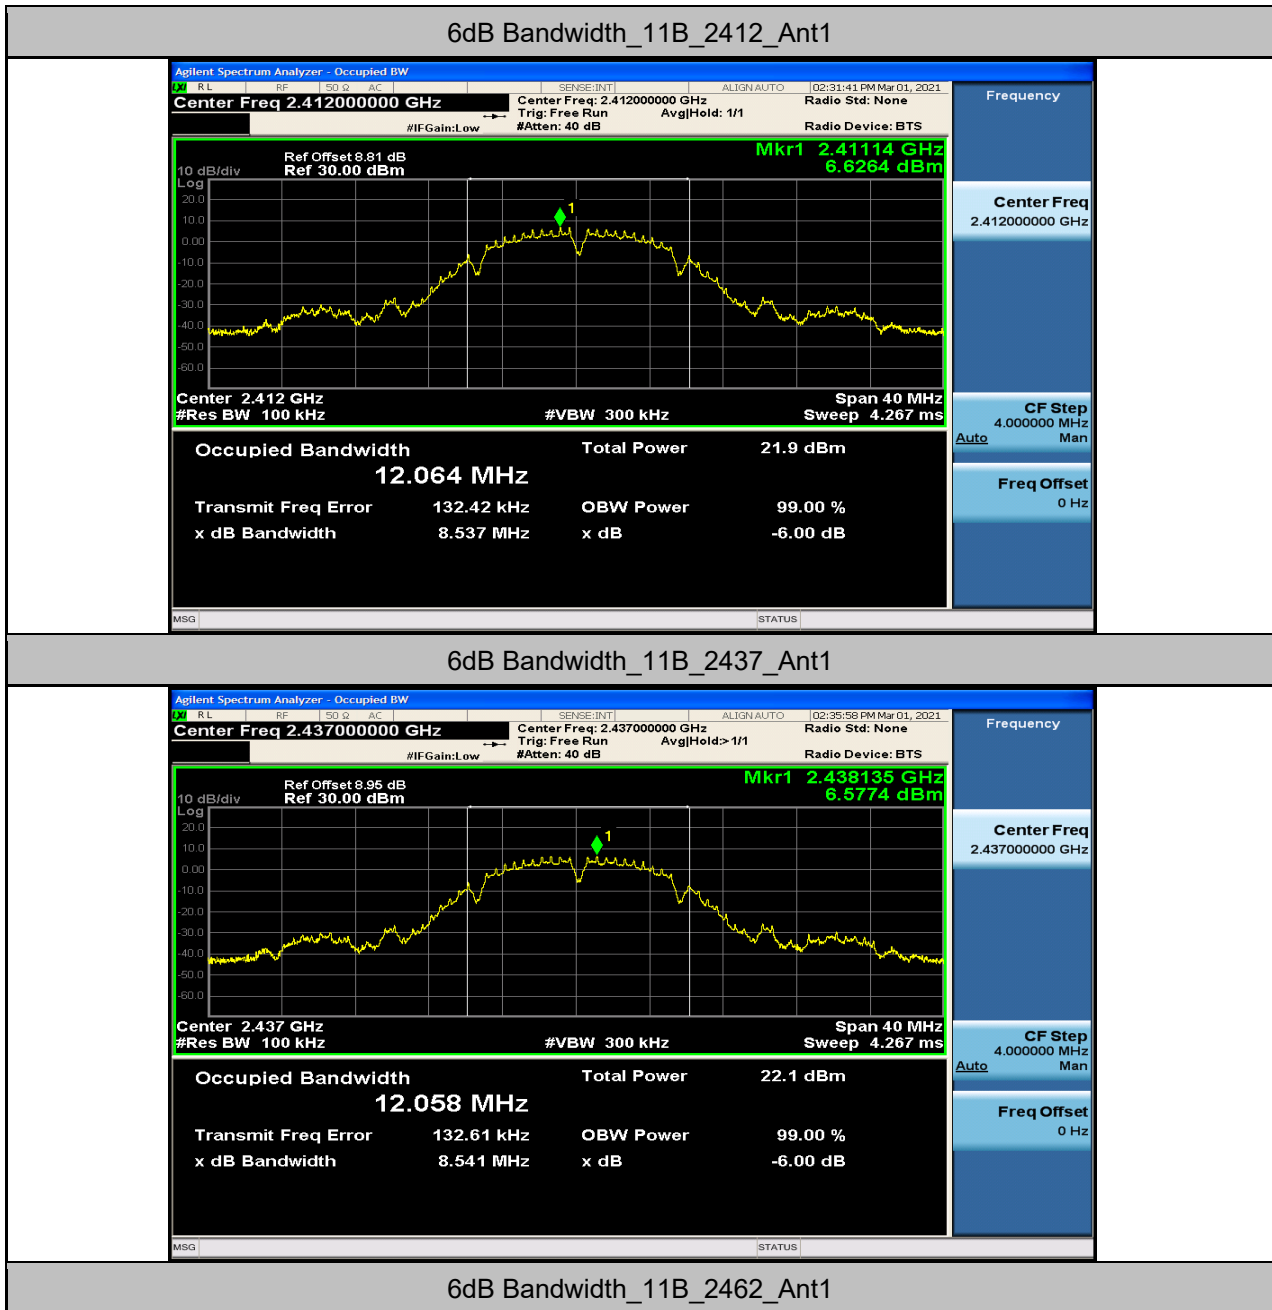 6dB Bandwidth_11B_2412_Ant1
Agilent Spectrum Analyzer - Occupied BW
LXI RL RF 50 Ω AC SENSE:INT ALIGN AUTO 02:31:41 PM Mar 01, 2021
Center Freq 2.412000000 GHz Center Freq: 2.412000000 GHz Radio Std: None
Trig: Free Run Avg|Hold: 1/1
#IFGain:Low #Atten: 40 dB Radio Device: BTS
Frequency
Mkr1 2.41114 GHz
6.6264 dBm
Ref Offset 8.81 dB
10 dB/div Ref 30.00 dBm
Log
20.0
10.0
0.00
-10.0
-20.0
-30.0
-40.0
-50.0
-60.0
1
Center 2.412 GHz Span 40 MHz
#Res BW 100 kHz #VBW 300 kHz Sweep 4.267 ms
Center Freq
2.412000000 GHz
CF Step
4.000000 MHz
Auto Man
Freq Offset
0 Hz
Occupied Bandwidth Total Power 21.9 dBm
12.064 MHz
Transmit Freq Error 132.42 kHz OBW Power 99.00 %
x dB Bandwidth 8.537 MHz x dB -6.00 dB
MSG STATUS
6dB Bandwidth_11B_2437_Ant1
Agilent Spectrum Analyzer - Occupied BW
LXI RL RF 50 Ω AC SENSE:INT ALIGN AUTO 02:35:58 PM Mar 01, 2021
Center Freq 2.437000000 GHz Center Freq: 2.437000000 GHz Radio Std: None
Trig: Free Run Avg|Hold:>1/1
#IFGain:Low #Atten: 40 dB Radio Device: BTS
Frequency
Mkr1 2.438135 GHz
6.5774 dBm
Ref Offset 8.95 dB
10 dB/div Ref 30.00 dBm
Log
20.0
10.0
0.00
-10.0
-20.0
-30.0
-40.0
-50.0
-60.0
1
Center 2.437 GHz Span 40 MHz
#Res BW 100 kHz #VBW 300 kHz Sweep 4.267 ms
Center Freq
2.437000000 GHz
CF Step
4.000000 MHz
Auto Man
Freq Offset
0 Hz
Occupied Bandwidth Total Power 22.1 dBm
12.058 MHz
Transmit Freq Error 132.61 kHz OBW Power 99.00 %
x dB Bandwidth 8.541 MHz x dB -6.00 dB
MSG STATUS
6dB Bandwidth_11B_2462_Ant1